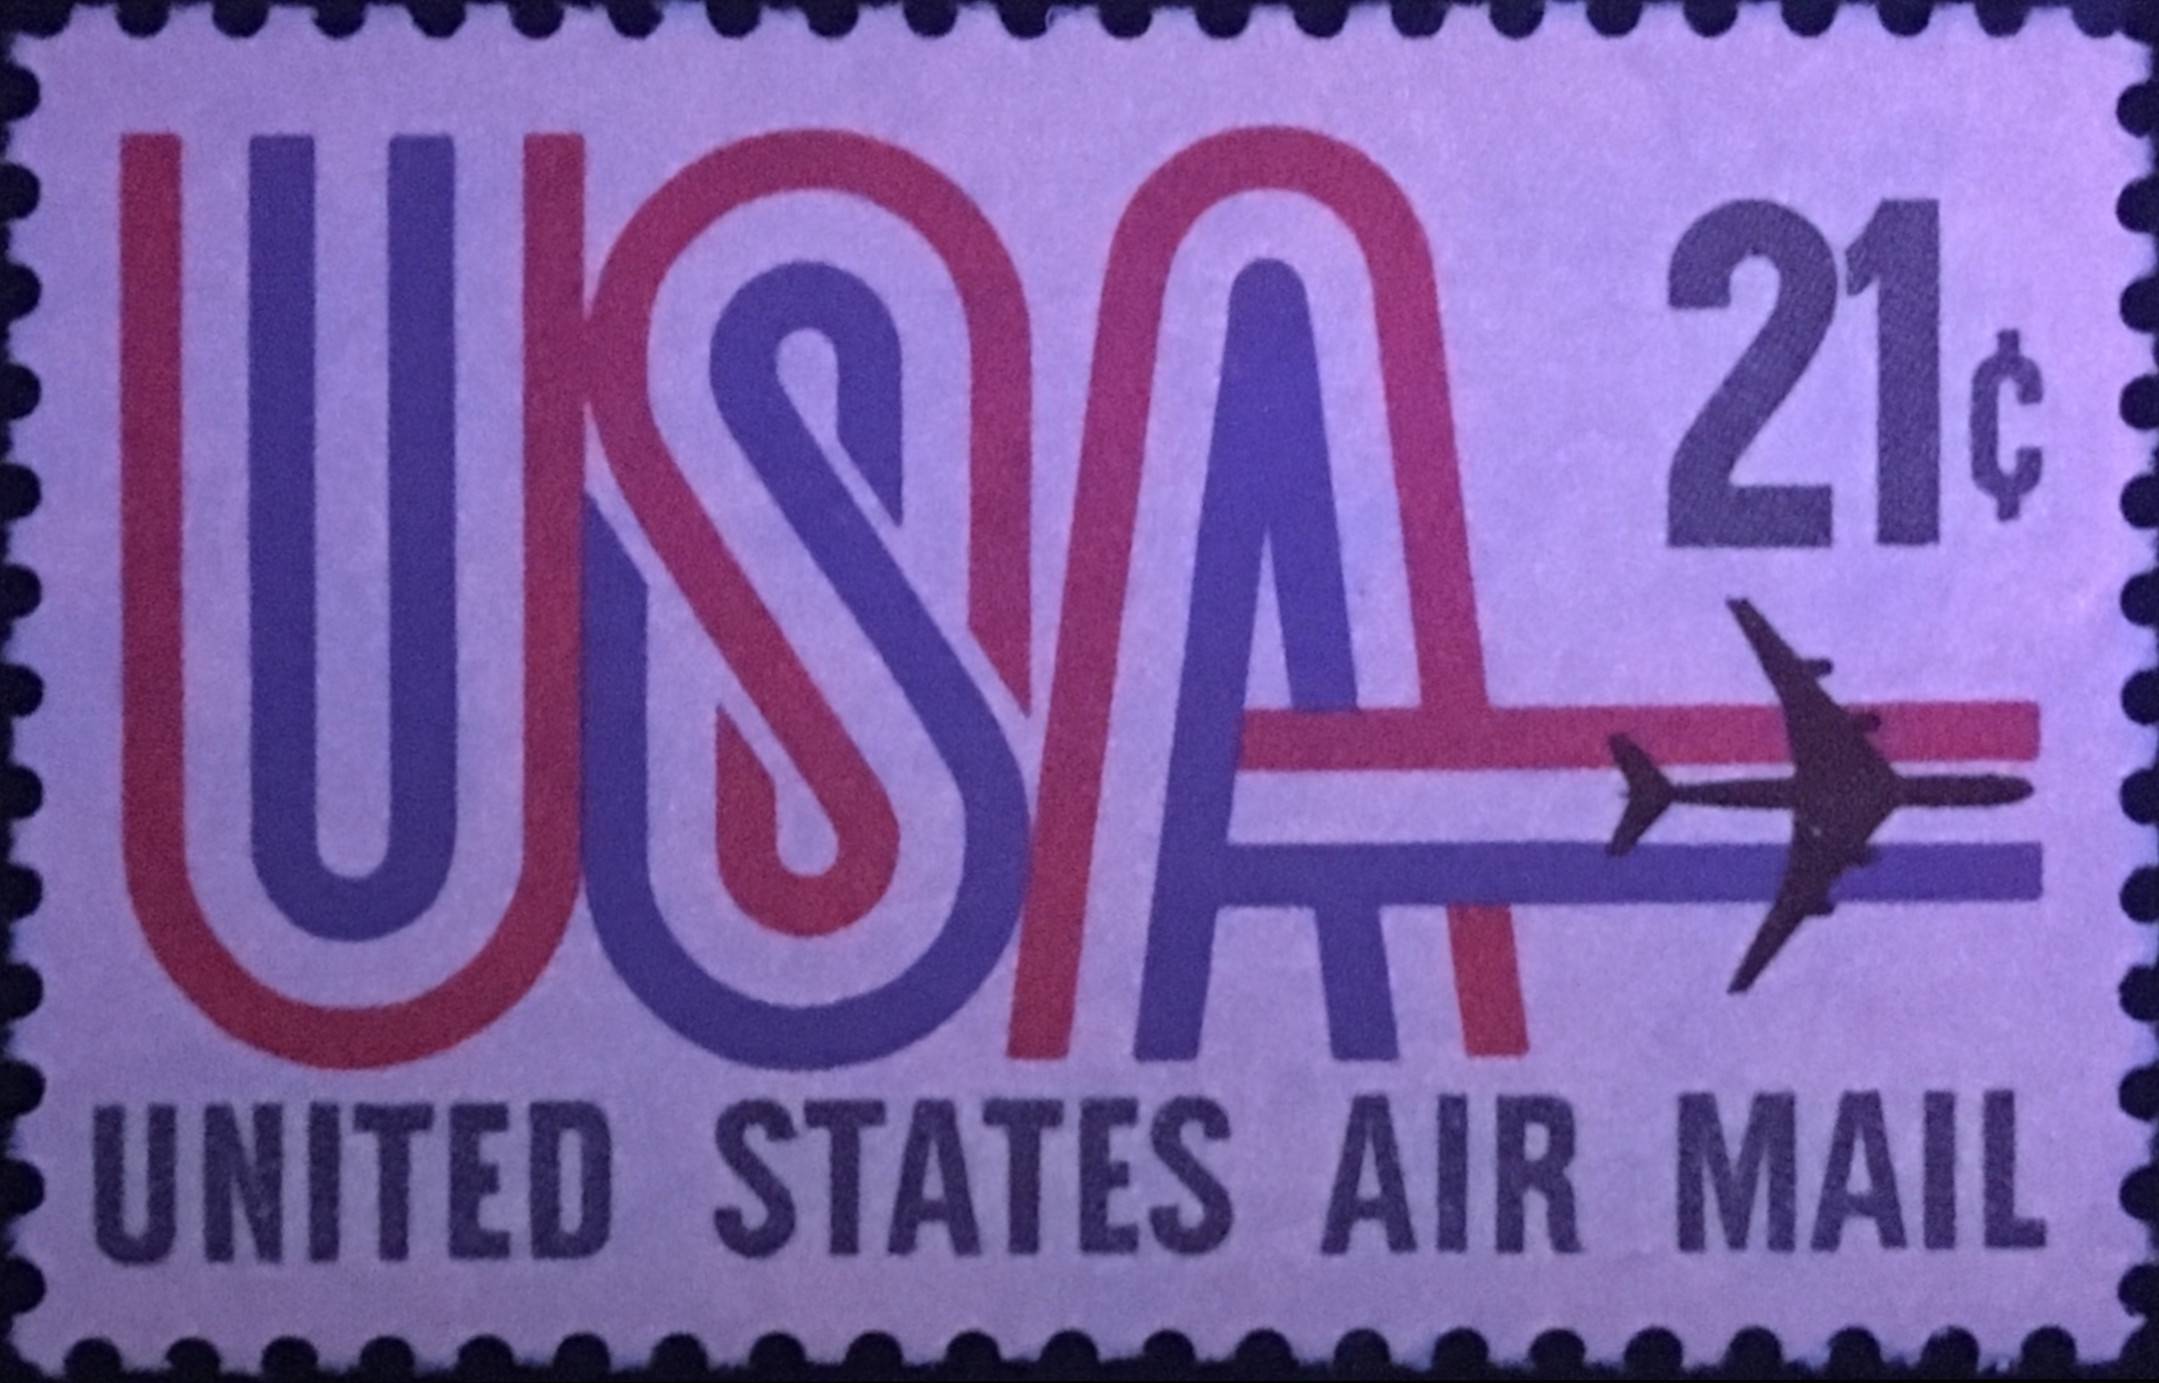 USA
21¢
UNITED STATES AIR MAIL